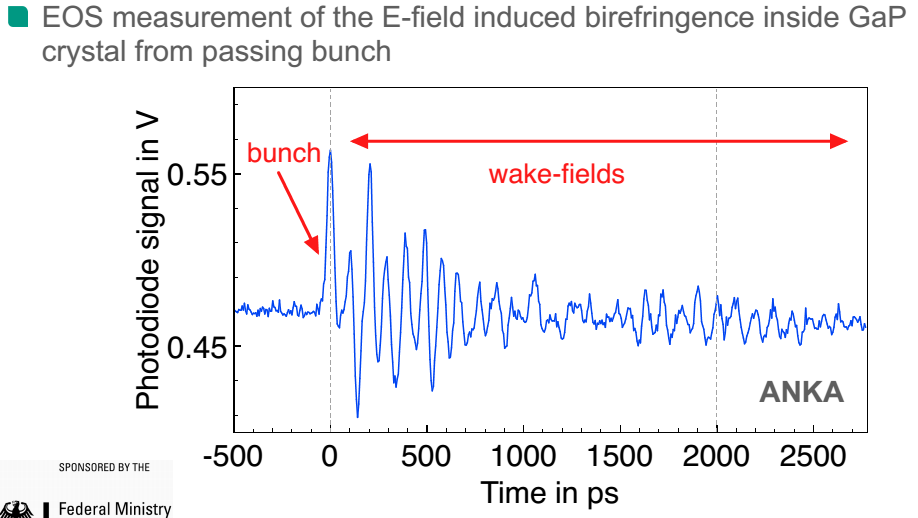 EOS measurement of the E-field induced birefringence inside GaP
crystal from passing bunch
Photodiode signal in V
0.55
0.45
bunch
wake-fields
ANKA
-500 0 500 1000 1500 2000 2500
Time in ps
SPONSORED BY THE
Federal Ministry